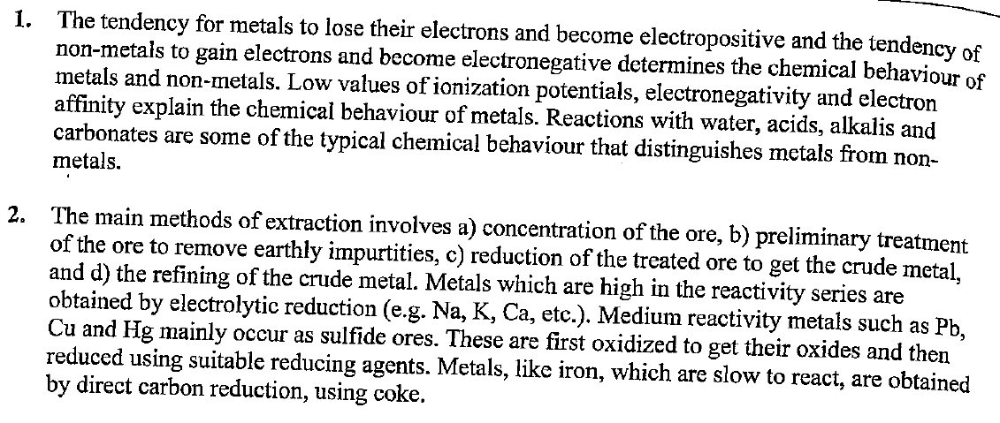 1. The tendency for metals to lose their electrons and become electropositive and the tendency of
non-metals to gain electrons and become electronegative determines the chemical behaviour of
metals and non-metals. Low values of ionization potentials, electronegativity and electron
affinity explain the chemical behaviour of metals. Reactions with water, acids, alkalis and
carbonates are some of the typical chemical behaviour that distinguishes metals from non-
metals.
2. The main methods of extraction involves a) concentration of the ore, b) preliminary treatment
of the ore to remove earthly impurtities, c) reduction of the treated ore to get the crude metal,
and d) the refining of the crude metal. Metals which are high in the reactivity series are
obtained by electrolytic reduction (e.g. Na, K, Ca, etc.). Medium reactivity metals such as Pb,
Cu and Hg mainly occur as sulfide ores. These are first oxidized to get their oxides and then
reduced using suitable reducing agents. Metals, like iron, which are slow to react, are obtained
by direct carbon reduction, using coke.